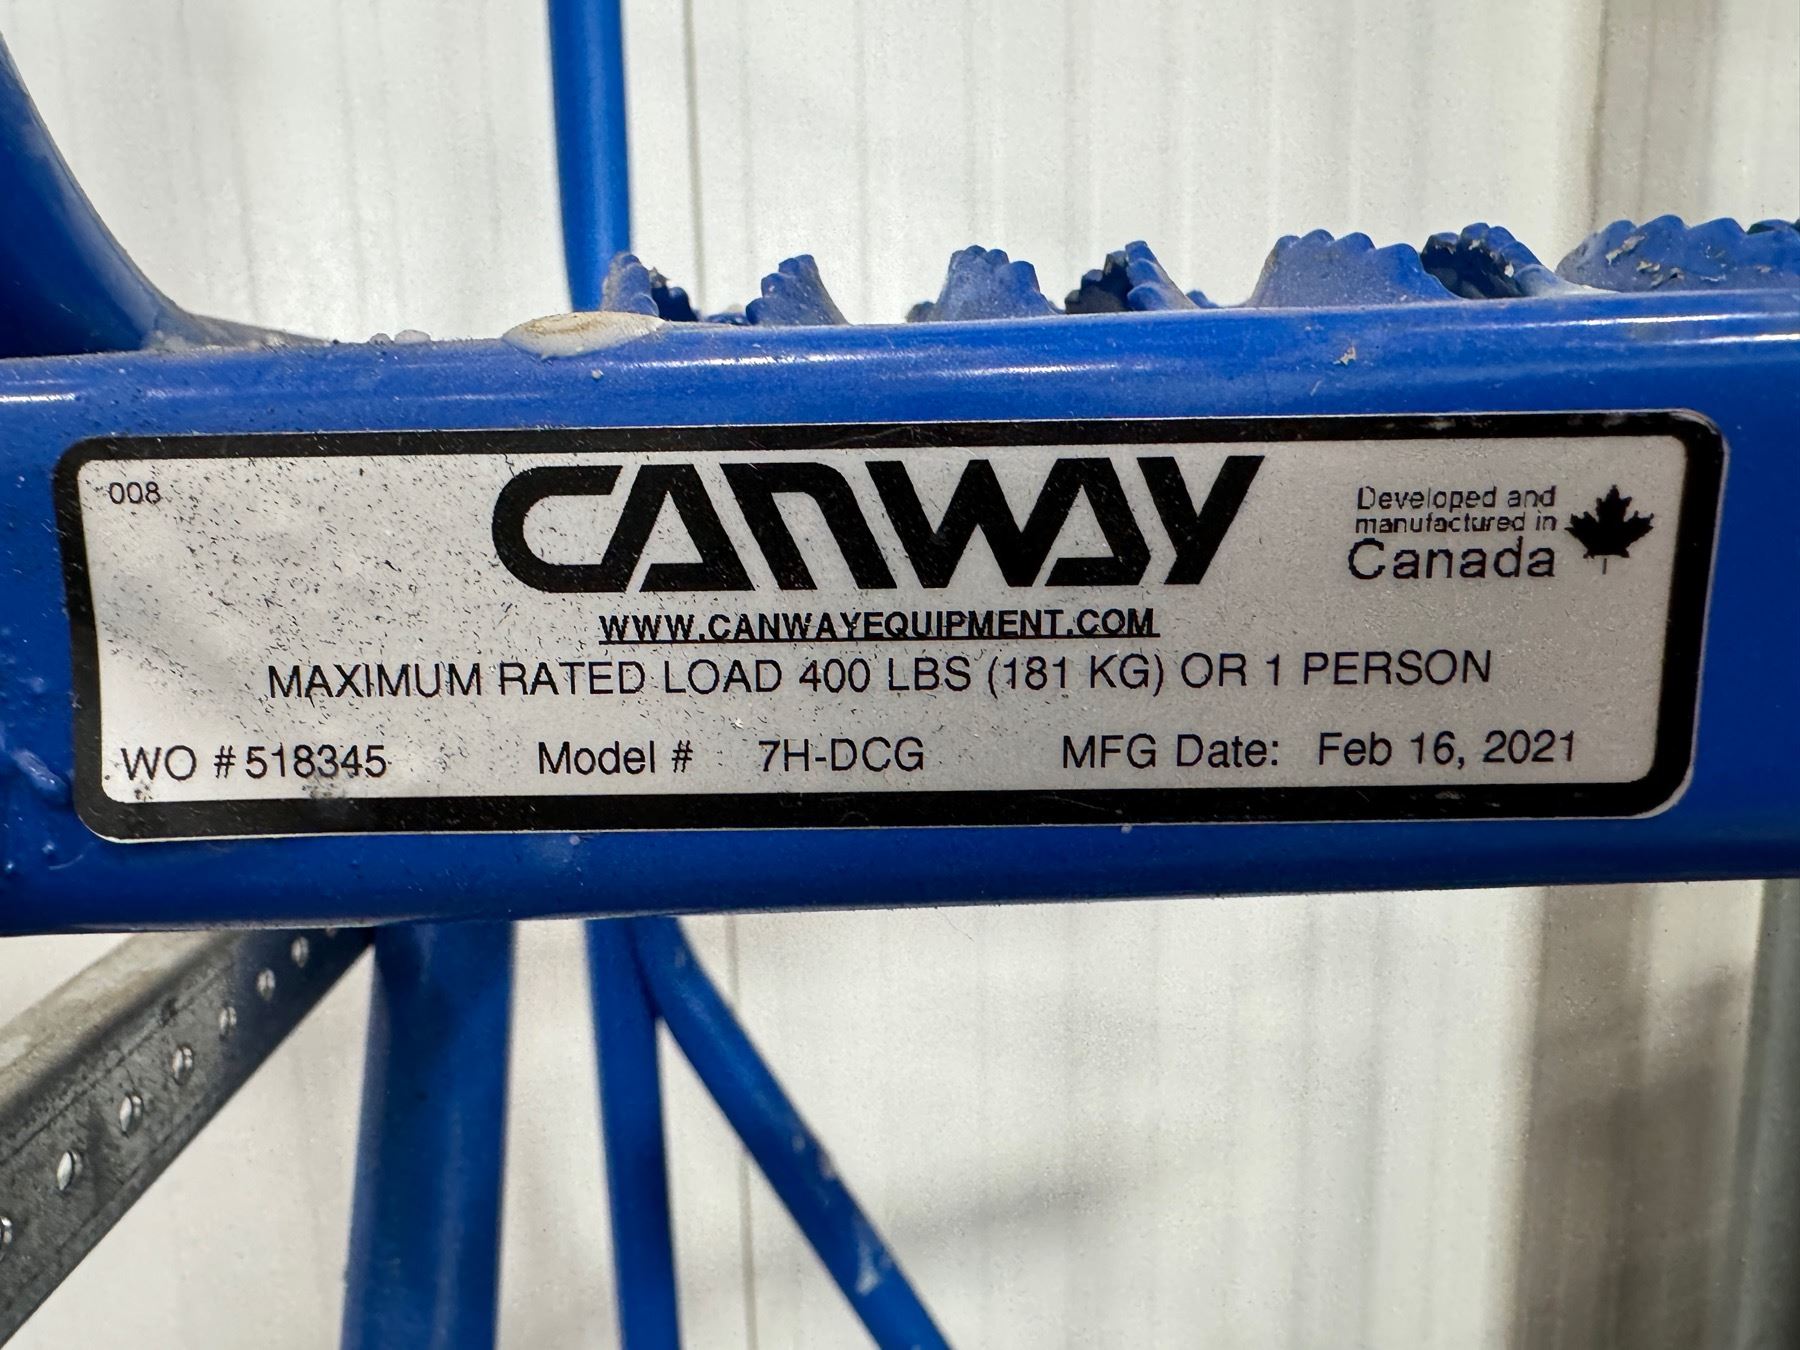 008
CANWAY
Developed and
manufactured in
Canada
WWW.CANWAYEQUIPMENT.COM
MAXIMUM RATED LOAD 400 LBS (181 KG) OR 1 PERSON
WO #518345 Model # 7H-DCG MFG Date: Feb 16, 2021